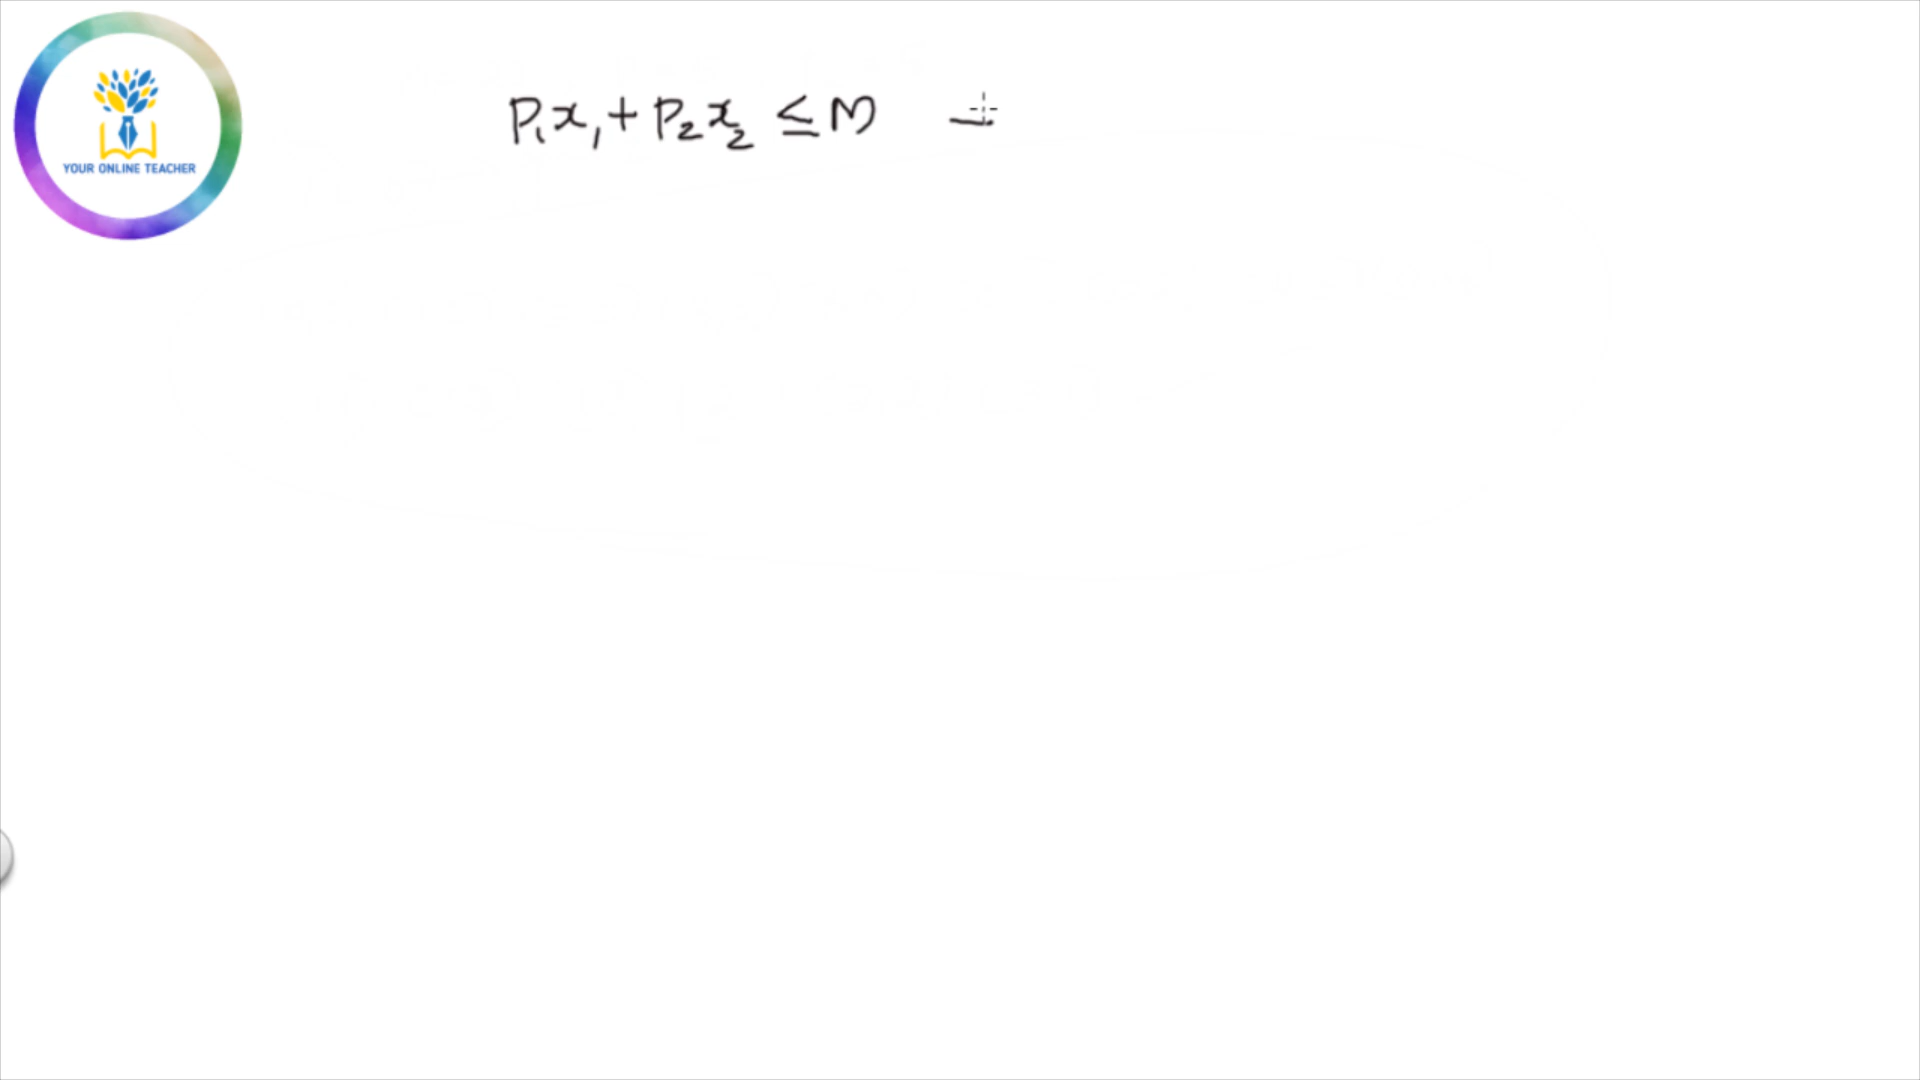 YOUR ONLINE TEACHER
P₁x₁ + P₂x₂ ≤ M —